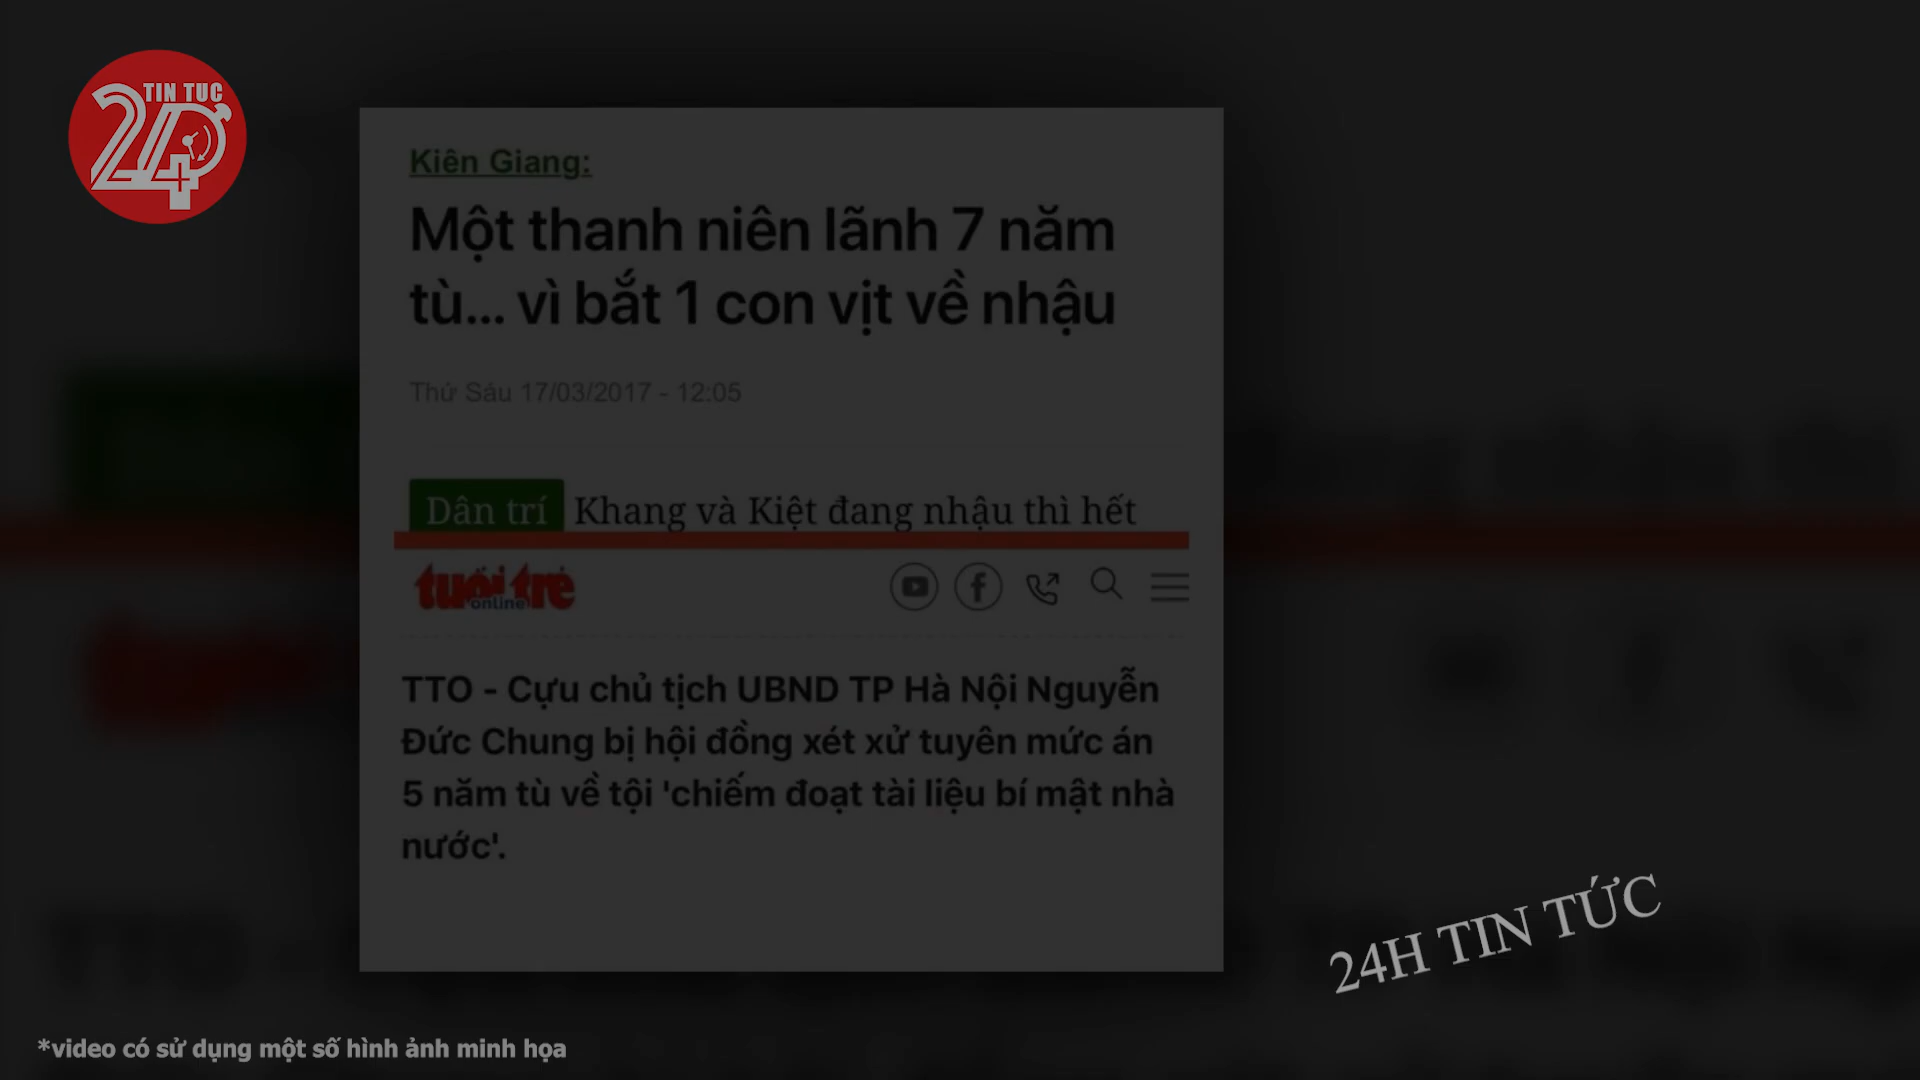 TIN TUC
24
Kiên Giang:
Một thanh niên lãnh 7 năm
tù... vì bắt 1 con vịt về nhậu
Thứ Sáu 17/03/2017 - 12:05
Dân trí Khang và Kiệt đang nhậu thì hết
tuổi trẻ
online
TTO - Cựu chủ tịch UBND TP Hà Nội Nguyễn
Đức Chung bị hội đồng xét xử tuyên mức án
5 năm tù về tội 'chiếm đoạt tài liệu bí mật nhà
nước'.
24H TIN TỨC
*video có sử dụng một số hình ảnh minh họa